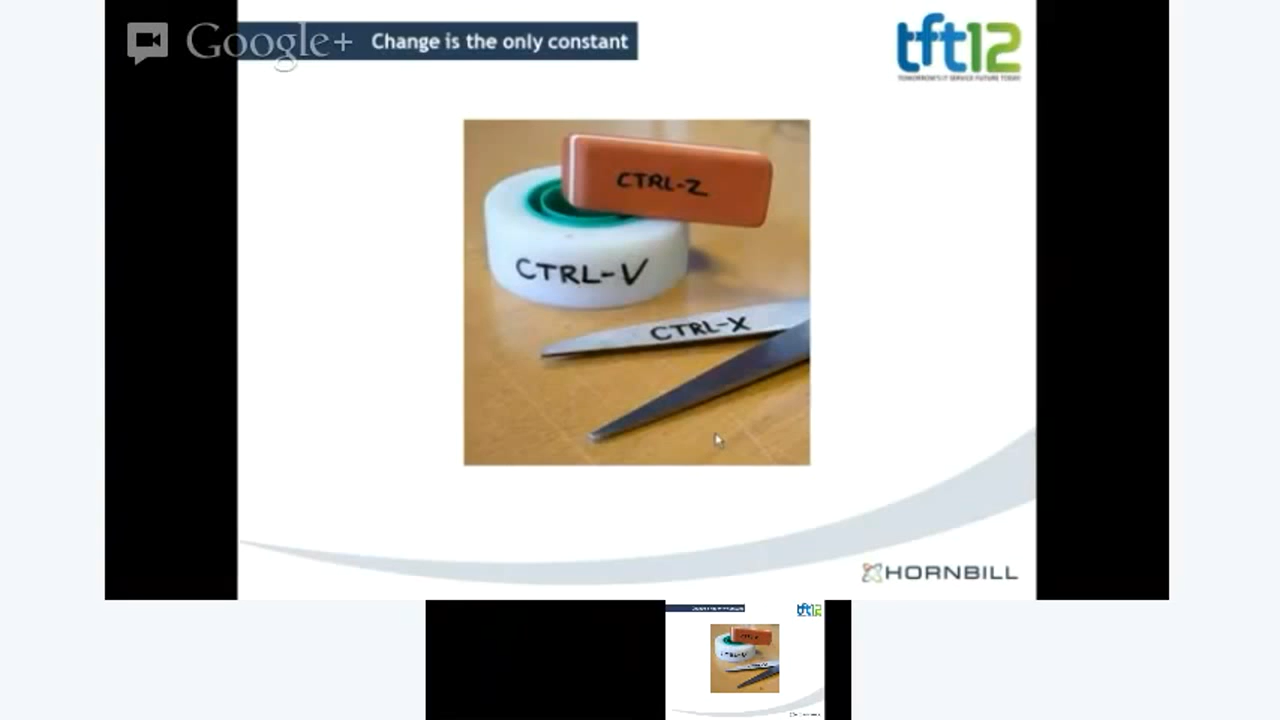 Google+
Change is the only constant
tft12
TOMORROW'S IT SERVICE FUTURE TODAY
CTRL-Z
CTRL-V
CTRL-X
HORNBILL
tft12